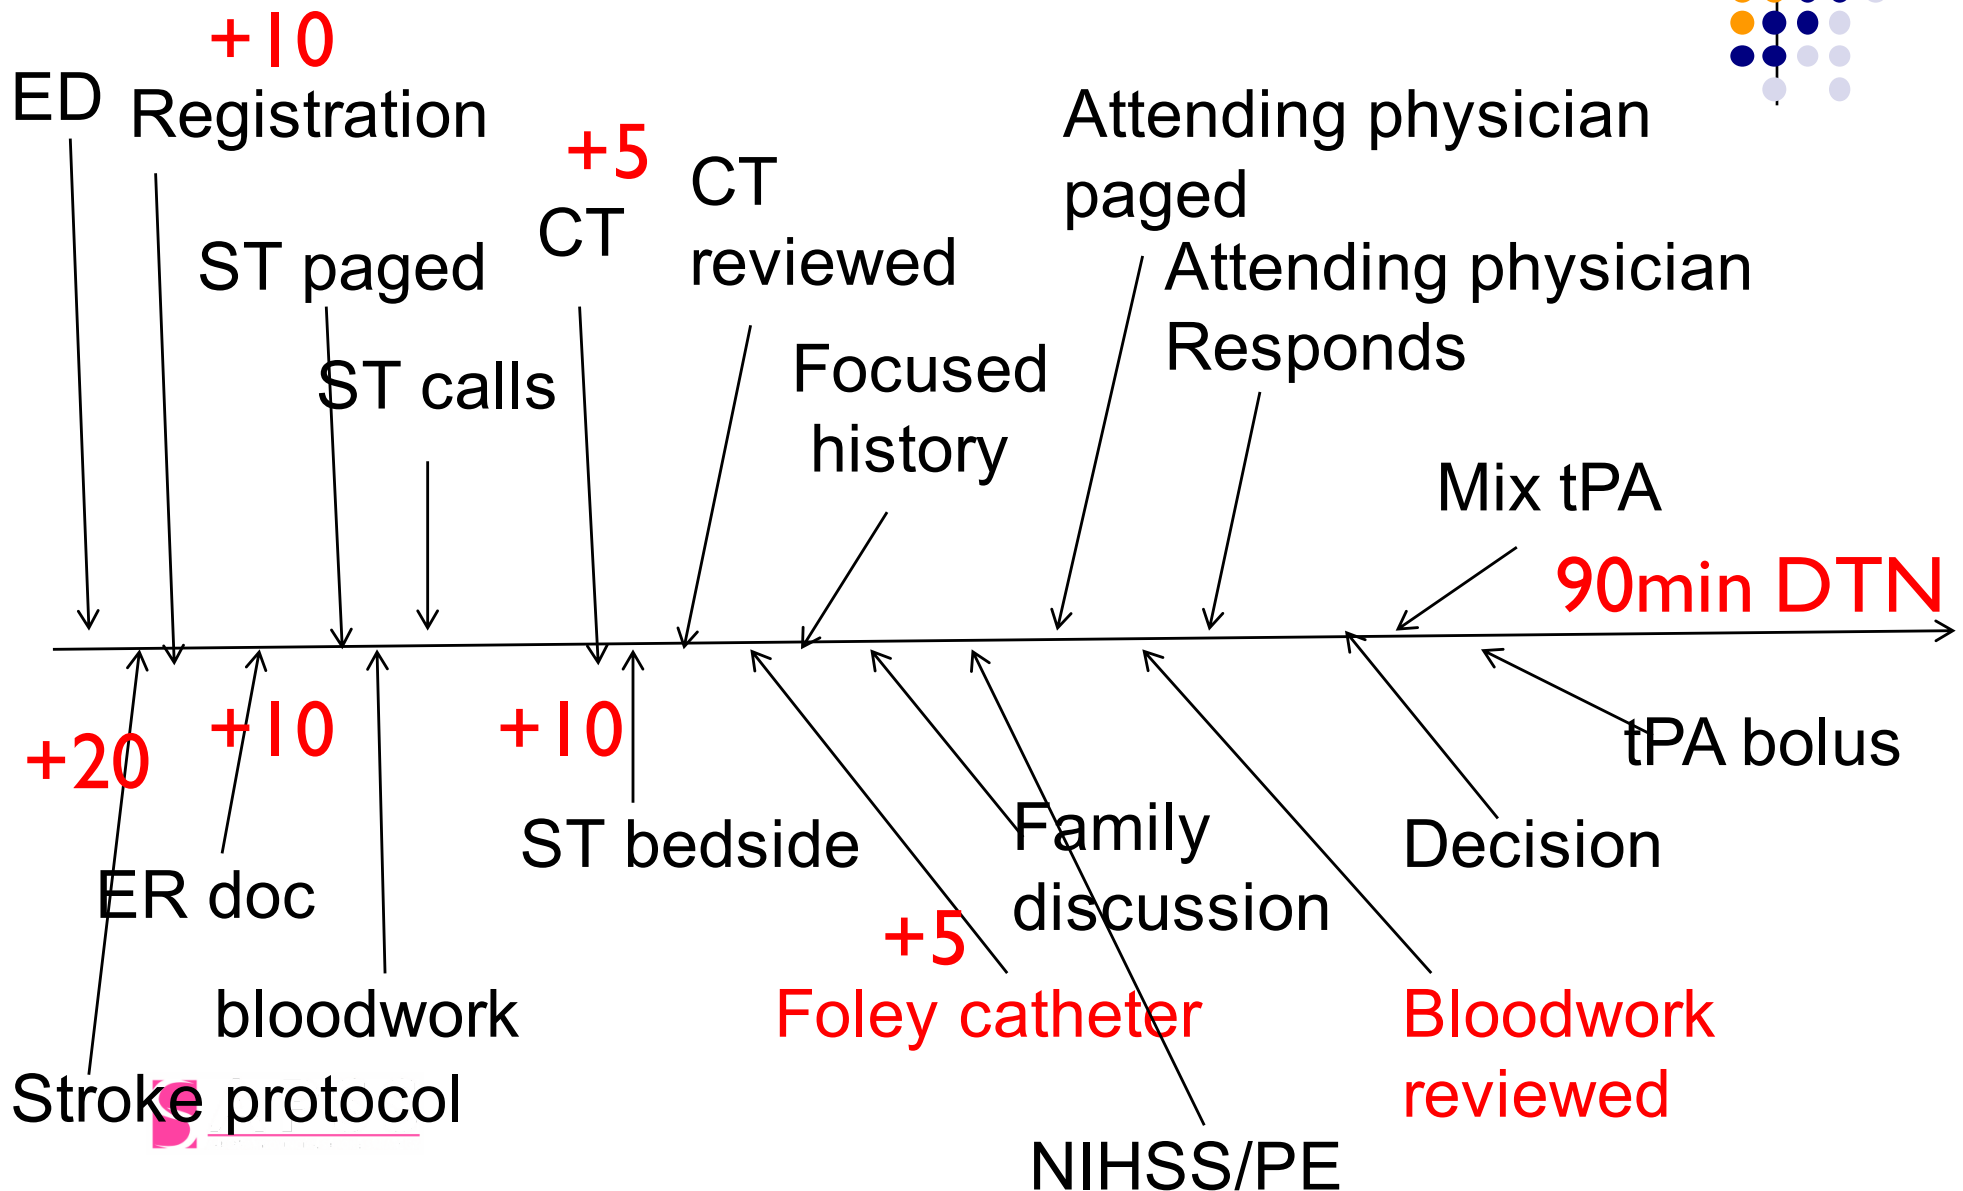 +10
ED
Registration
+5
CT
CT
reviewed
Attending physician
paged
ST paged
Attending physician
Responds
ST calls
Focused
history
Mix tPA
90min DTN
+20
+10
+10
tPA bolus
ER doc
ST bedside
Family
discussion
Decision
+5
bloodwork
Foley catheter
Bloodwork
reviewed
Stroke protocol
S
NIHSS/PE